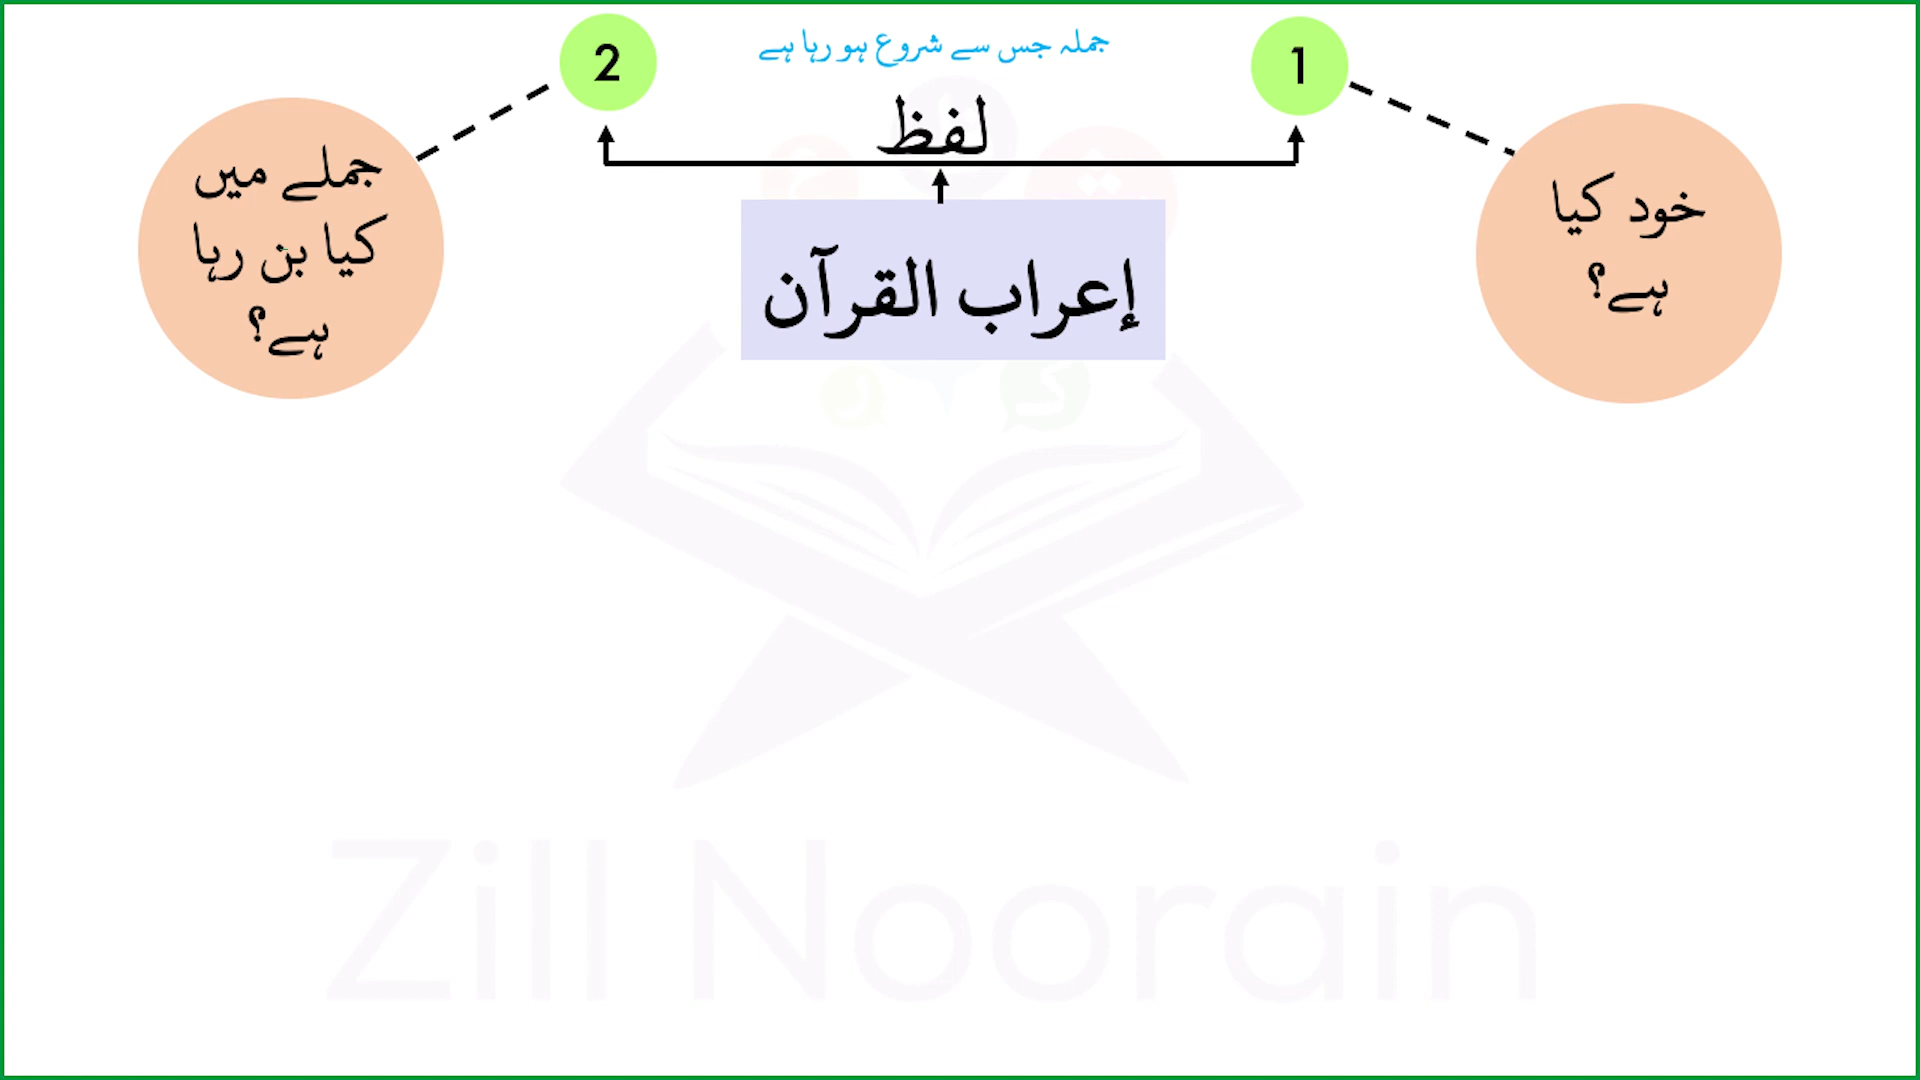 جملہ جس سے شروع ہو رہا ہے
1
2
لفظ
خود کیا
ہے؟
جملے میں
کیا بن رہا
ہے؟
إعراب القرآن
Zill Noorain